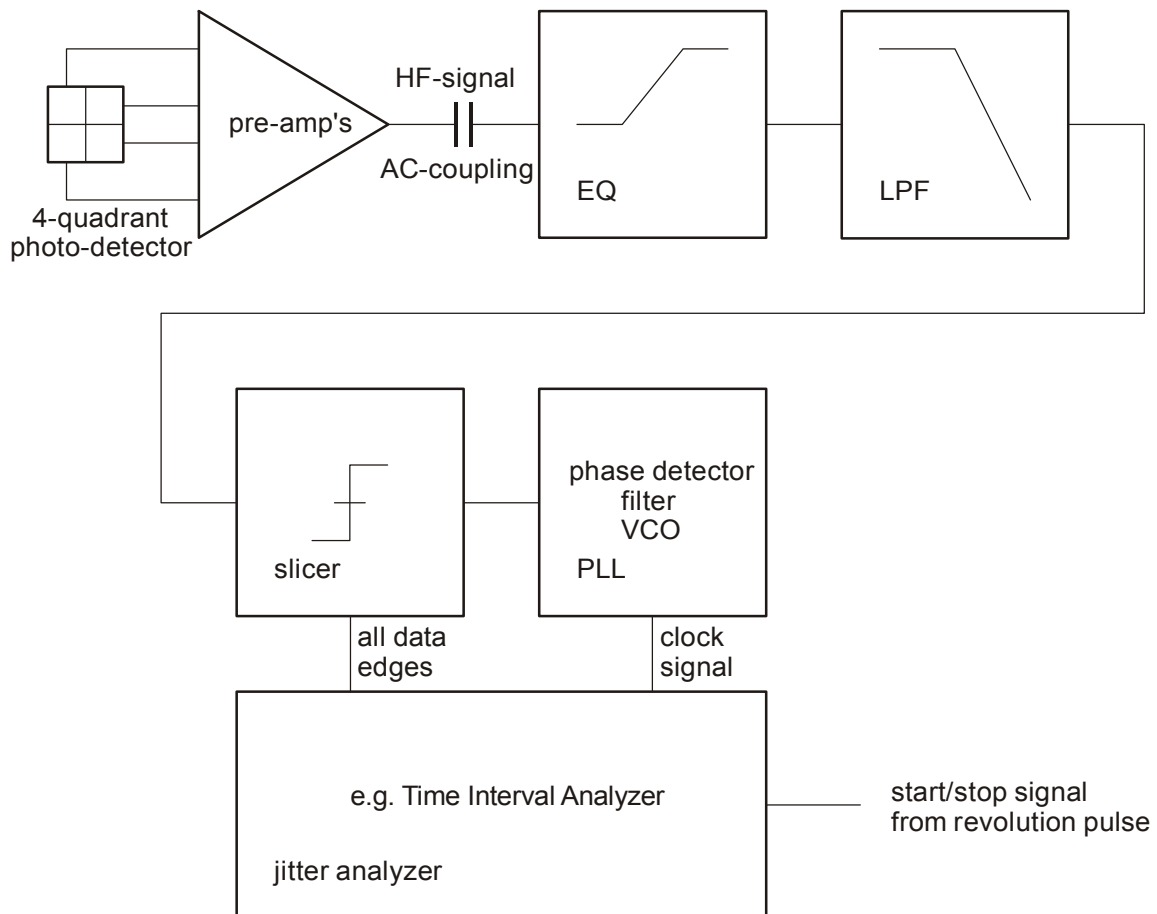 HF-signal
pre-amp's
AC-coupling
EQ
LPF
4-quadrant
photo-detector
phase detector
filter
VCO
slicer
PLL
all data
edges
clock
signal
e.g. Time Interval Analyzer
start/stop signal
from revolution pulse
jitter analyzer